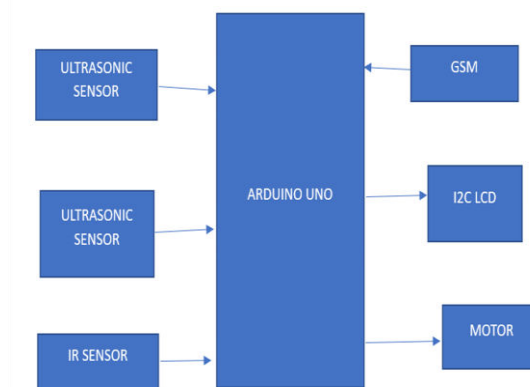 ULTRASONIC
SENSOR
ULTRASONIC
SENSOR
IR SENSOR
ARDUINO UNO
GSM
I2C LCD
MOTOR